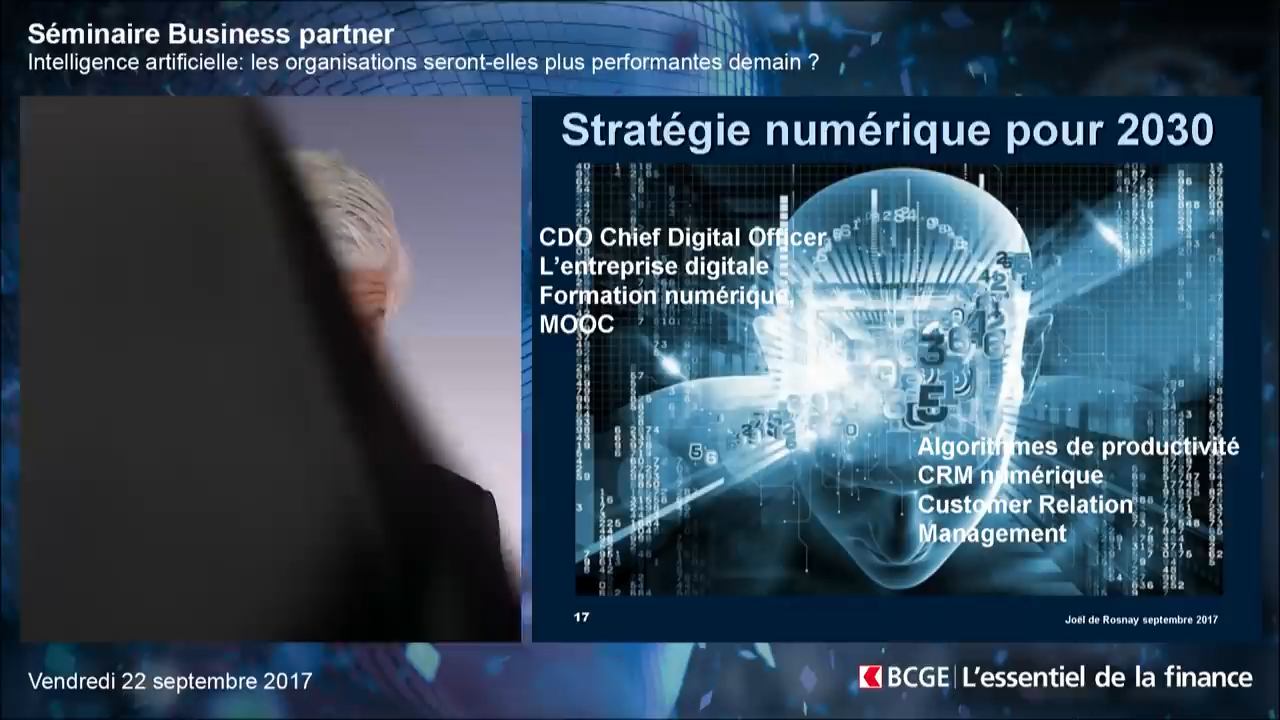 Séminaire Business partner
Intelligence artificielle: les organisations seront-elles plus performantes demain ?
Stratégie numérique pour 2030
CDO Chief Digital Officer
L'entreprise digitale
Formation numérique,
MOOC
Algorithmes de productivité
CRM numérique
Customer Relation
Management
17
Joël de Rosnay septembre 2017
Vendredi 22 septembre 2017
BCGE L'essentiel de la finance